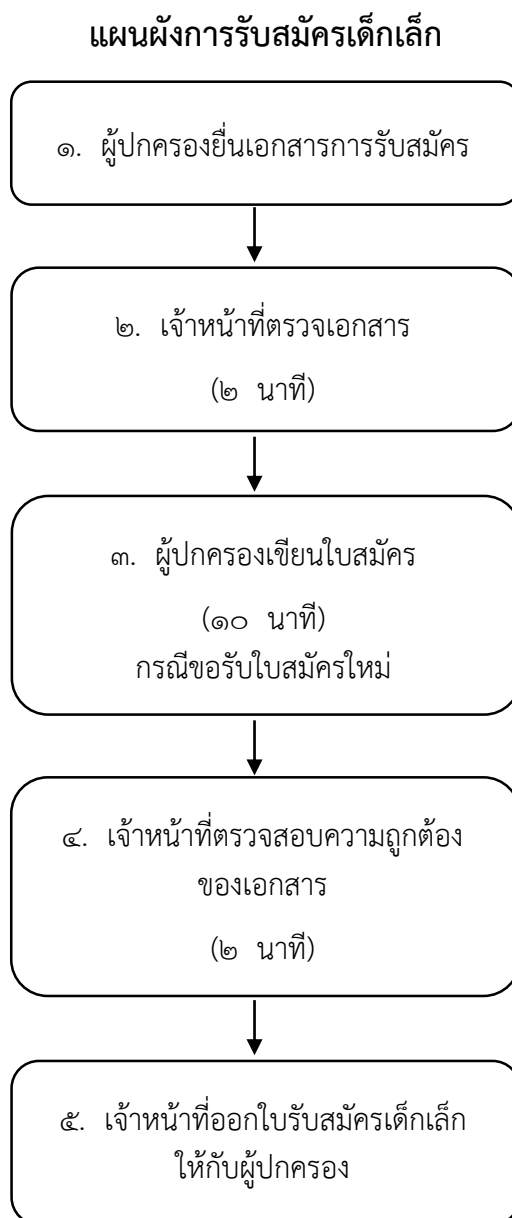 แผนผังการรับสมัครเด็กเล็ก
๑. ผู้ปกครองยื่นเอกสารการรับสมัคร
๒. เจ้าหน้าที่ตรวจเอกสาร
(๒ นาที)
๓. ผู้ปกครองเขียนใบสมัคร
(๑๐ นาที)
กรณีขอรับใบสมัครใหม่
๔. เจ้าหน้าที่ตรวจสอบความถูกต้อง
ของเอกสาร
(๒ นาที)
๕. เจ้าหน้าที่ออกใบรับสมัครเด็กเล็ก
ให้กับผู้ปกครอง